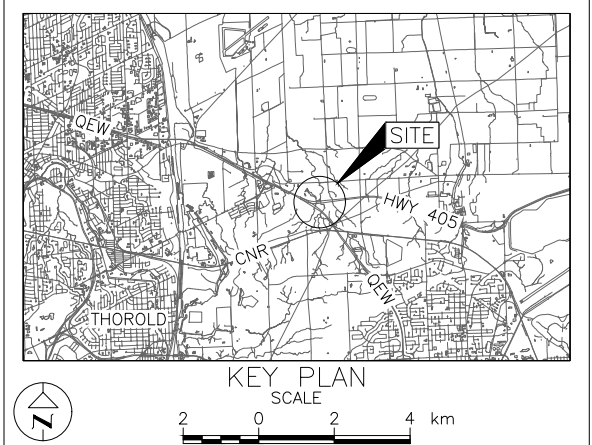 QEW
SITE
HWY 405
CNR
QEW
THOROLD
KEY PLAN
SCALE
N
2 0 2 4 km